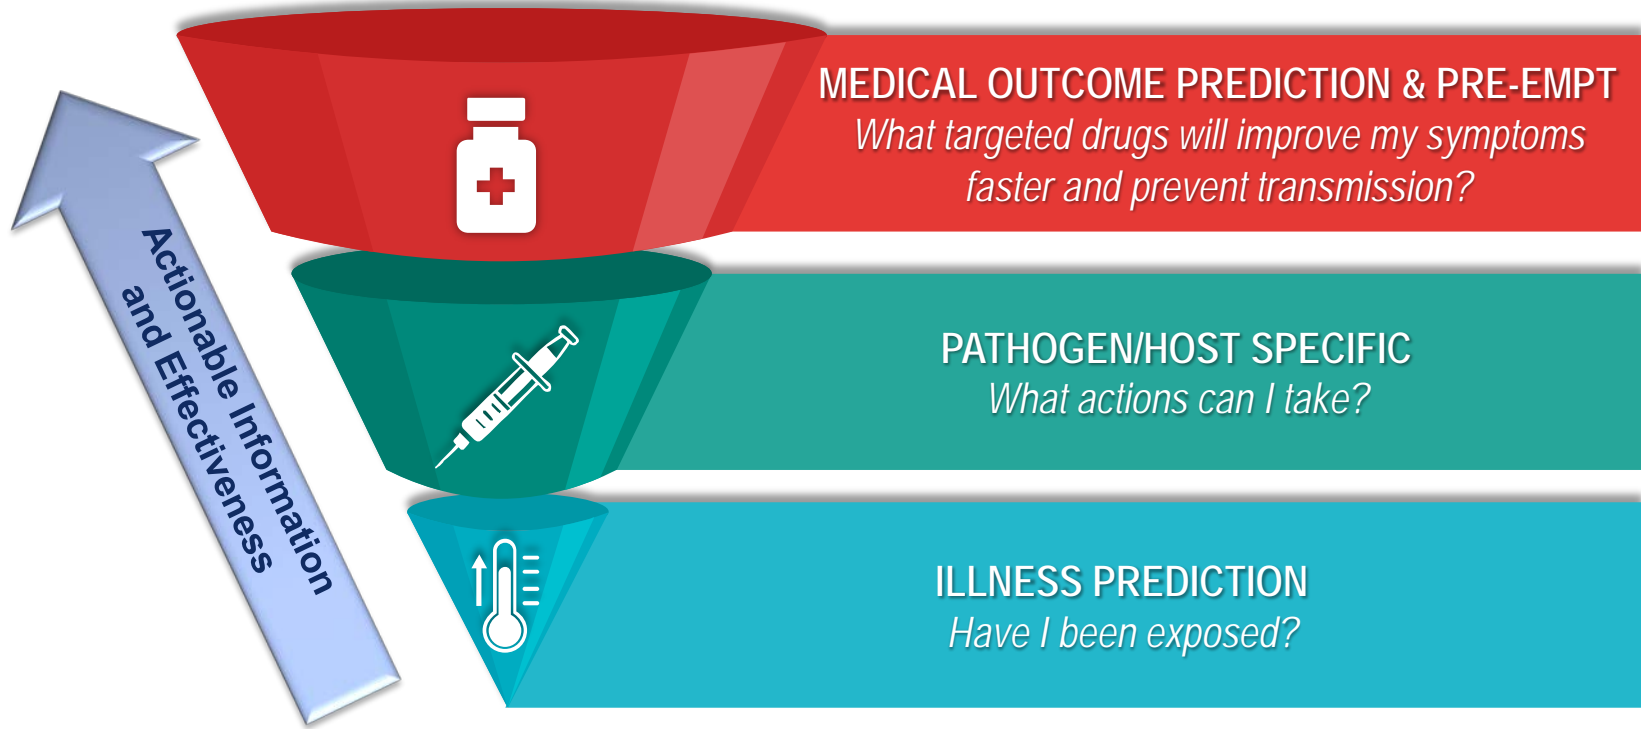 MEDICAL OUTCOME PREDICTION & PRE-EMPT
What targeted drugs will improve my symptoms
faster and prevent transmission?
Actionable Information
and Effectiveness
PATHOGEN/HOST SPECIFIC
What actions can I take?
ILLNESS PREDICTION
Have I been exposed?